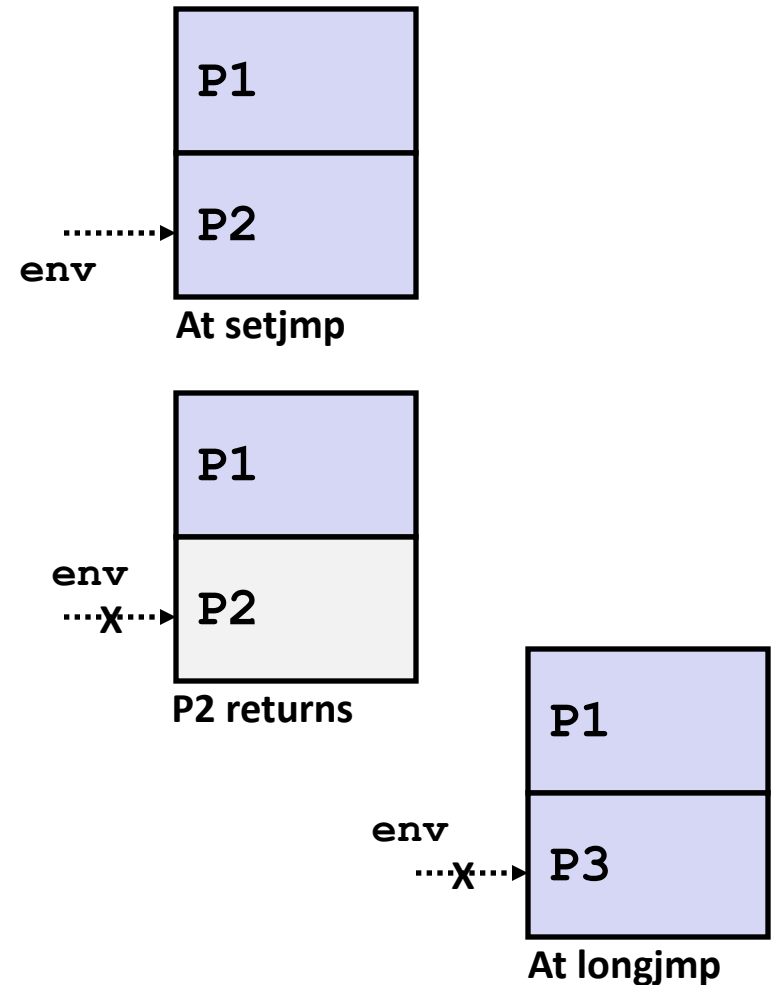 P1
P2
env
At setjmp
P1
env
X
P2
P2 returns
P1
env
X
P3
At longjmp